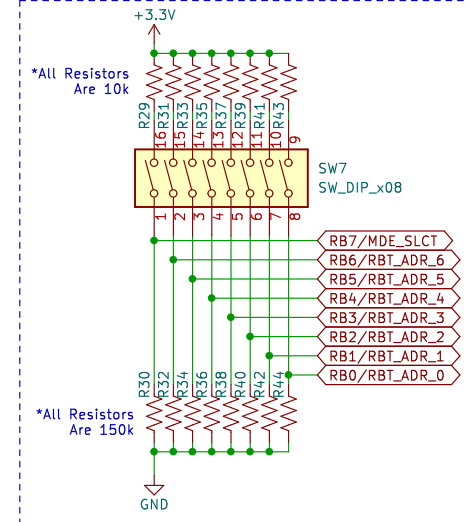 +3.3V
*All Resistors
Are 10k
R29 R31 R33 R35 R37 R39 R41 R43
16 15 14 13 12 11 10 9
SW7
SW_DIP_x08
1 2 3 4 5 6 7 8
RB7/MDE_SLCT
RB6/RBT_ADR_6
RB5/RBT_ADR_5
RB4/RBT_ADR_4
RB3/RBT_ADR_3
RB2/RBT_ADR_2
RB1/RBT_ADR_1
RB0/RBT_ADR_0
R30 R32 R34 R36 R38 R40 R42 R44
*All Resistors
Are 150k
GND